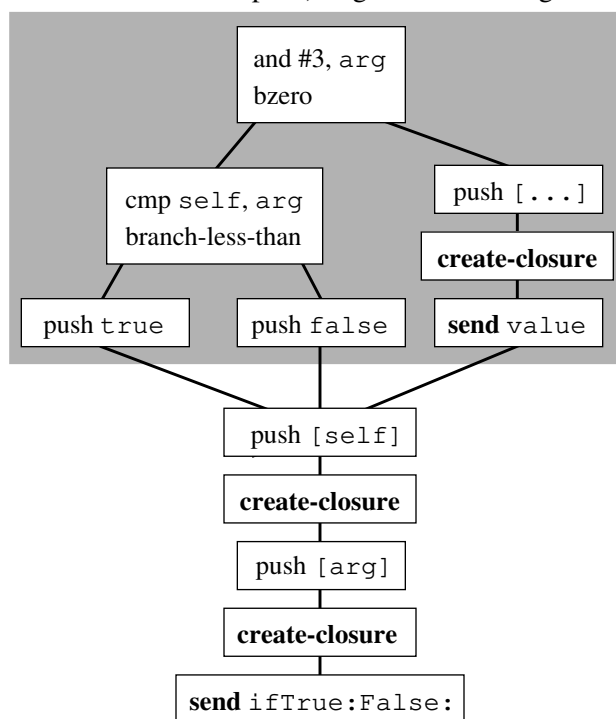 and #3, arg
bzero
cmp self, arg
branch-less-than
push [...]
create-closure
push true
push false
send value
push [self]
create-closure
push [arg]
create-closure
send ifTrue:False: